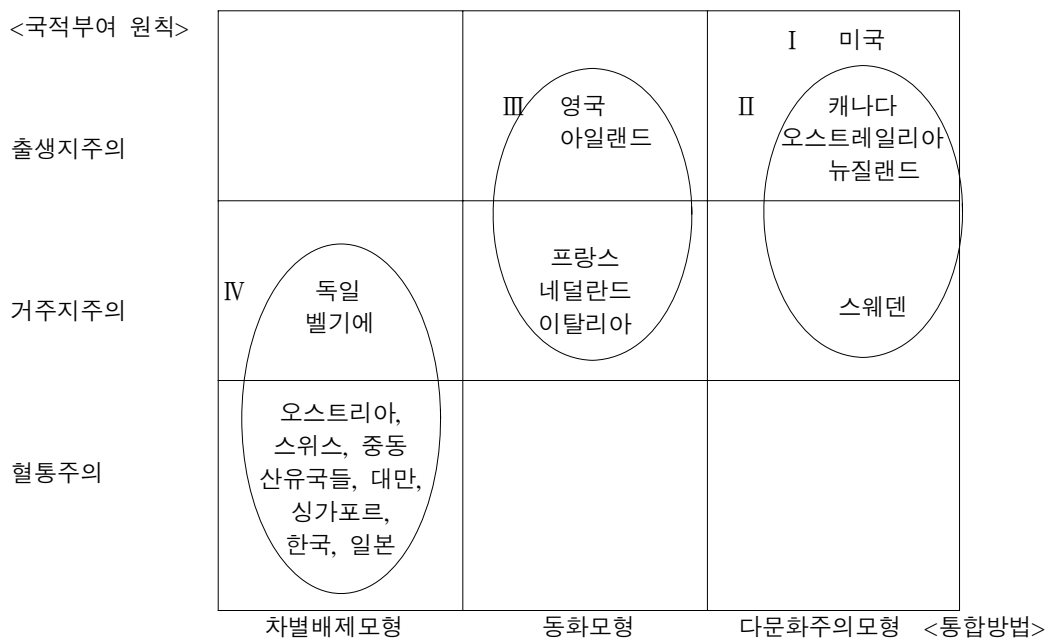 <국적부여 원칙>
Ⅰ 미국
Ⅲ 영국
아일랜드
Ⅱ 캐나다
오스트레일리아
뉴질랜드
출생지주의
프랑스
네덜란드
이탈리아
Ⅳ 독일
벨기에
스웨덴
거주지주의
오스트리아,
스위스, 중동
산유국들, 대만,
싱가포르,
한국, 일본
혈통주의
차별배제모형 동화모형 다문화주의모형 <통합방법>